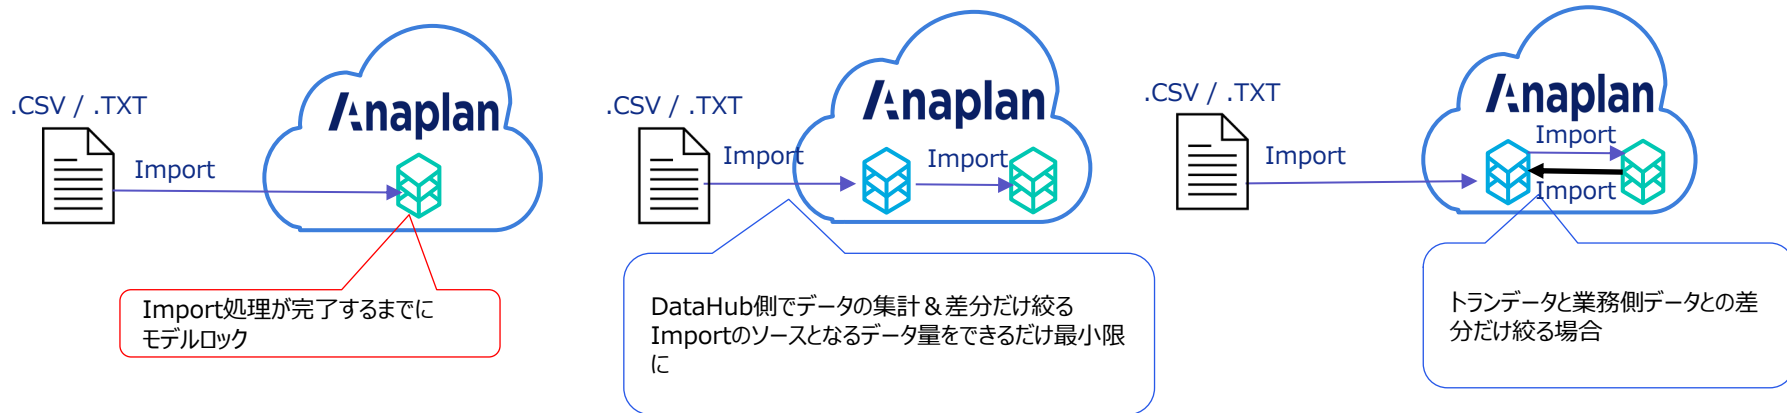 .CSV / .TXT
Anaplan
Import
Import処理が完了するまでに
モデルロック
.CSV / .TXT
Anaplan
Import
Import
DataHub側でデータの集計＆差分だけ絞る
Importのソースとなるデータ量をできるだけ最小限
に
.CSV / .TXT
Anaplan
Import
Import
Import
トランデータと業務側データとの差
分だけ絞る場合